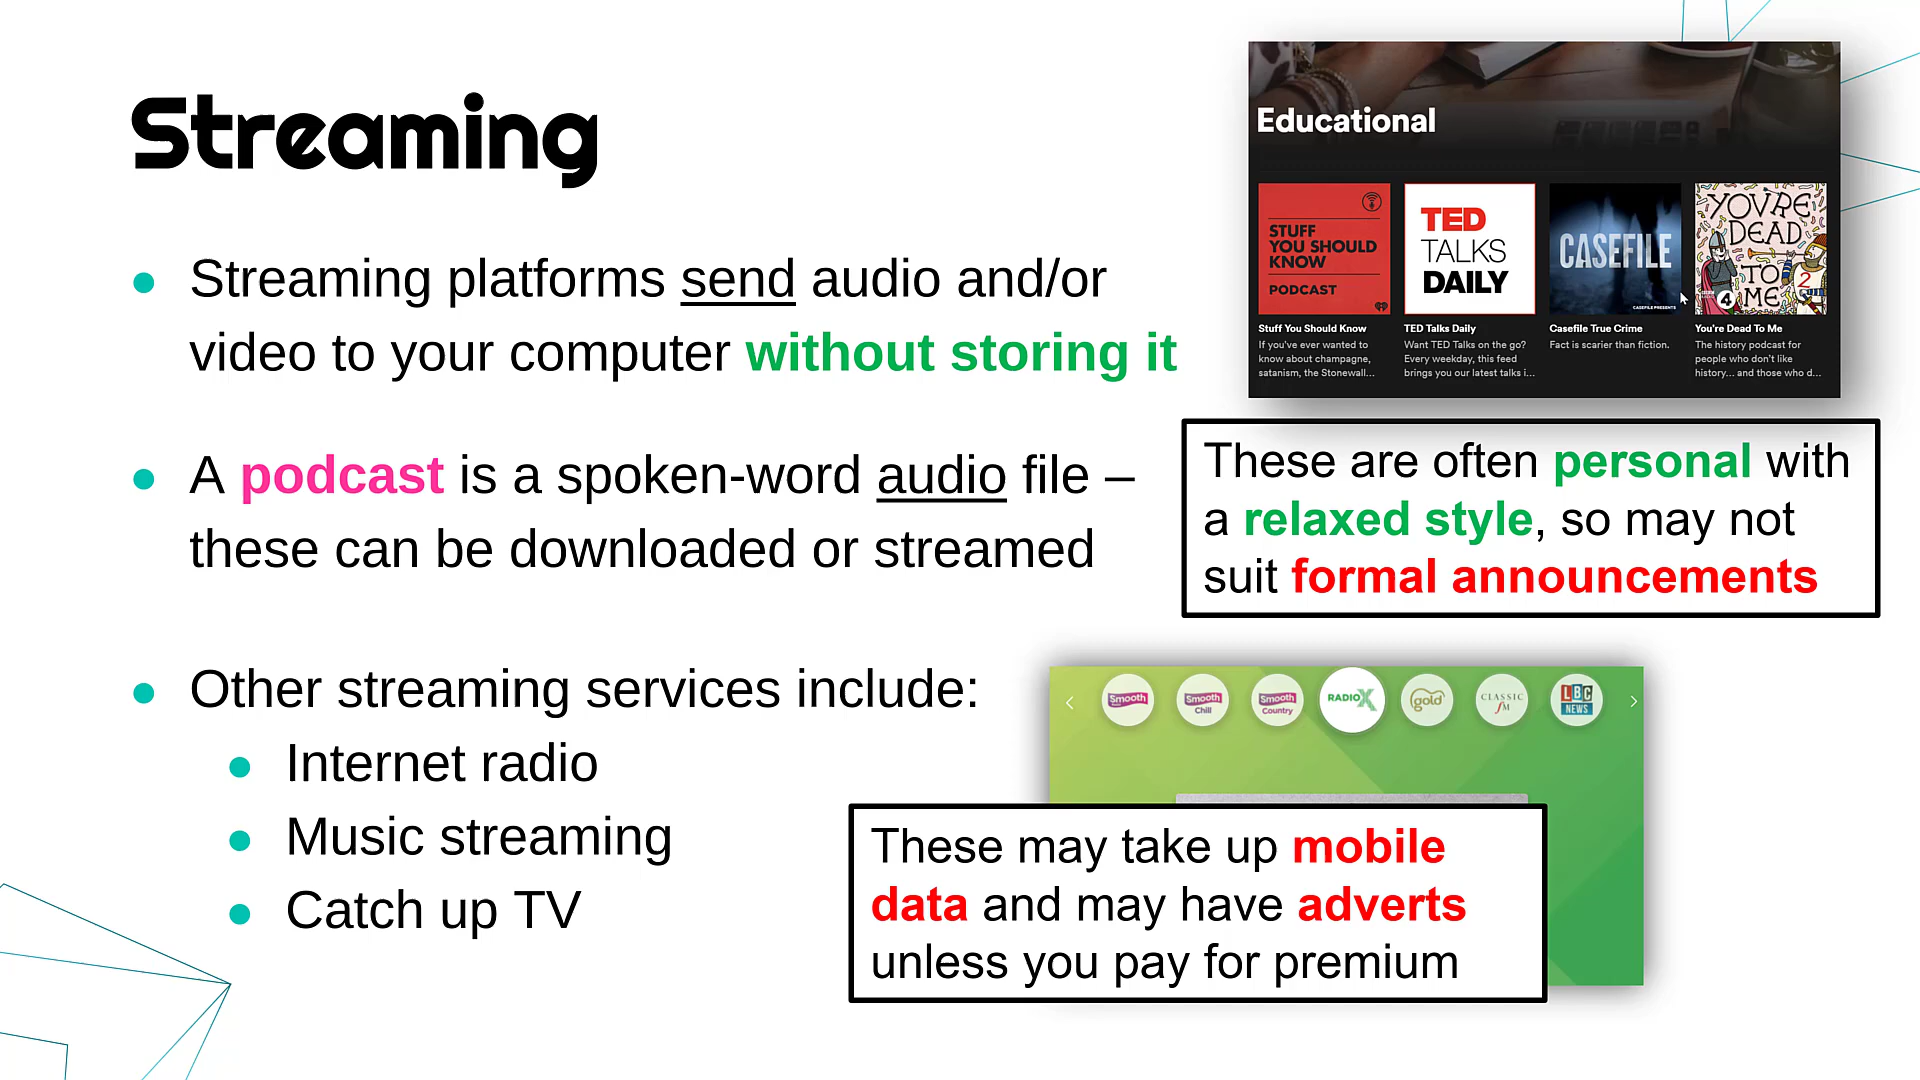 Streaming
Streaming platforms send audio and/or
video to your computer without storing it
A podcast is a spoken-word audio file –
these can be downloaded or streamed
Other streaming services include:
Internet radio
Music streaming
Catch up TV
Educational
STUFF
YOU SHOULD
KNOW
PODCAST
TED
TALKS
DAILY
CASEFILE
CASEFILE PRESENTS
YOU'RE
DEAD
TO
ME
4
2
Stuff You Should Know
If you've ever wanted to
know about champagne,
satanism, the Stonewall...
TED Talks Daily
Want TED Talks on the go?
Every weekday, this feed
brings you our latest talks i...
Casefile True Crime
Fact is scarier than fiction.
You're Dead To Me
The history podcast for
people who don't like
history... and those who d...
These are often personal with
a relaxed style, so may not
suit formal announcements
Smooth
Smooth
Chill
Smooth
Country
RADIO X
gold
CLASSIC
fM
LBC
NEWS
These may take up mobile
data and may have adverts
unless you pay for premium